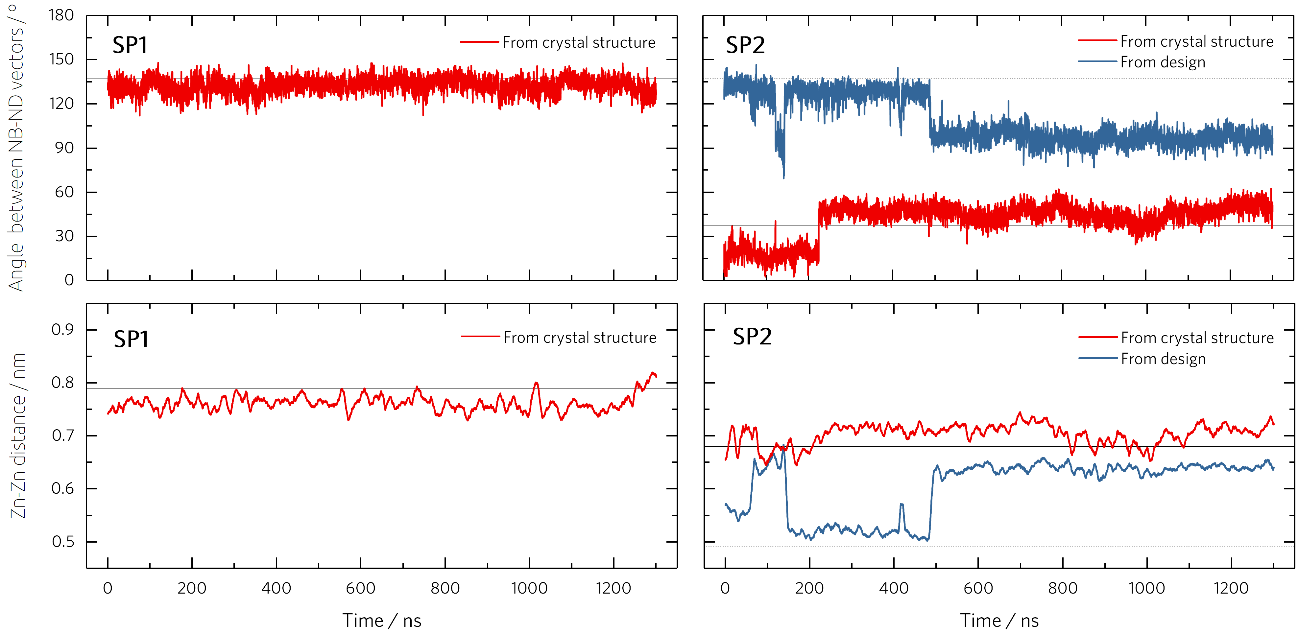 Angle between NB-ND vectors / °
180
150
120
90
60
30
0
SP1
From crystal structure
SP2
From crystal structure
From design
Zn-Zn distance / nm
0.9
0.8
0.7
0.6
0.5
SP1
From crystal structure
SP2
From crystal structure
From design
0 200 400 600 800 1000 1200
0 200 400 600 800 1000 1200
Time / ns
Time / ns